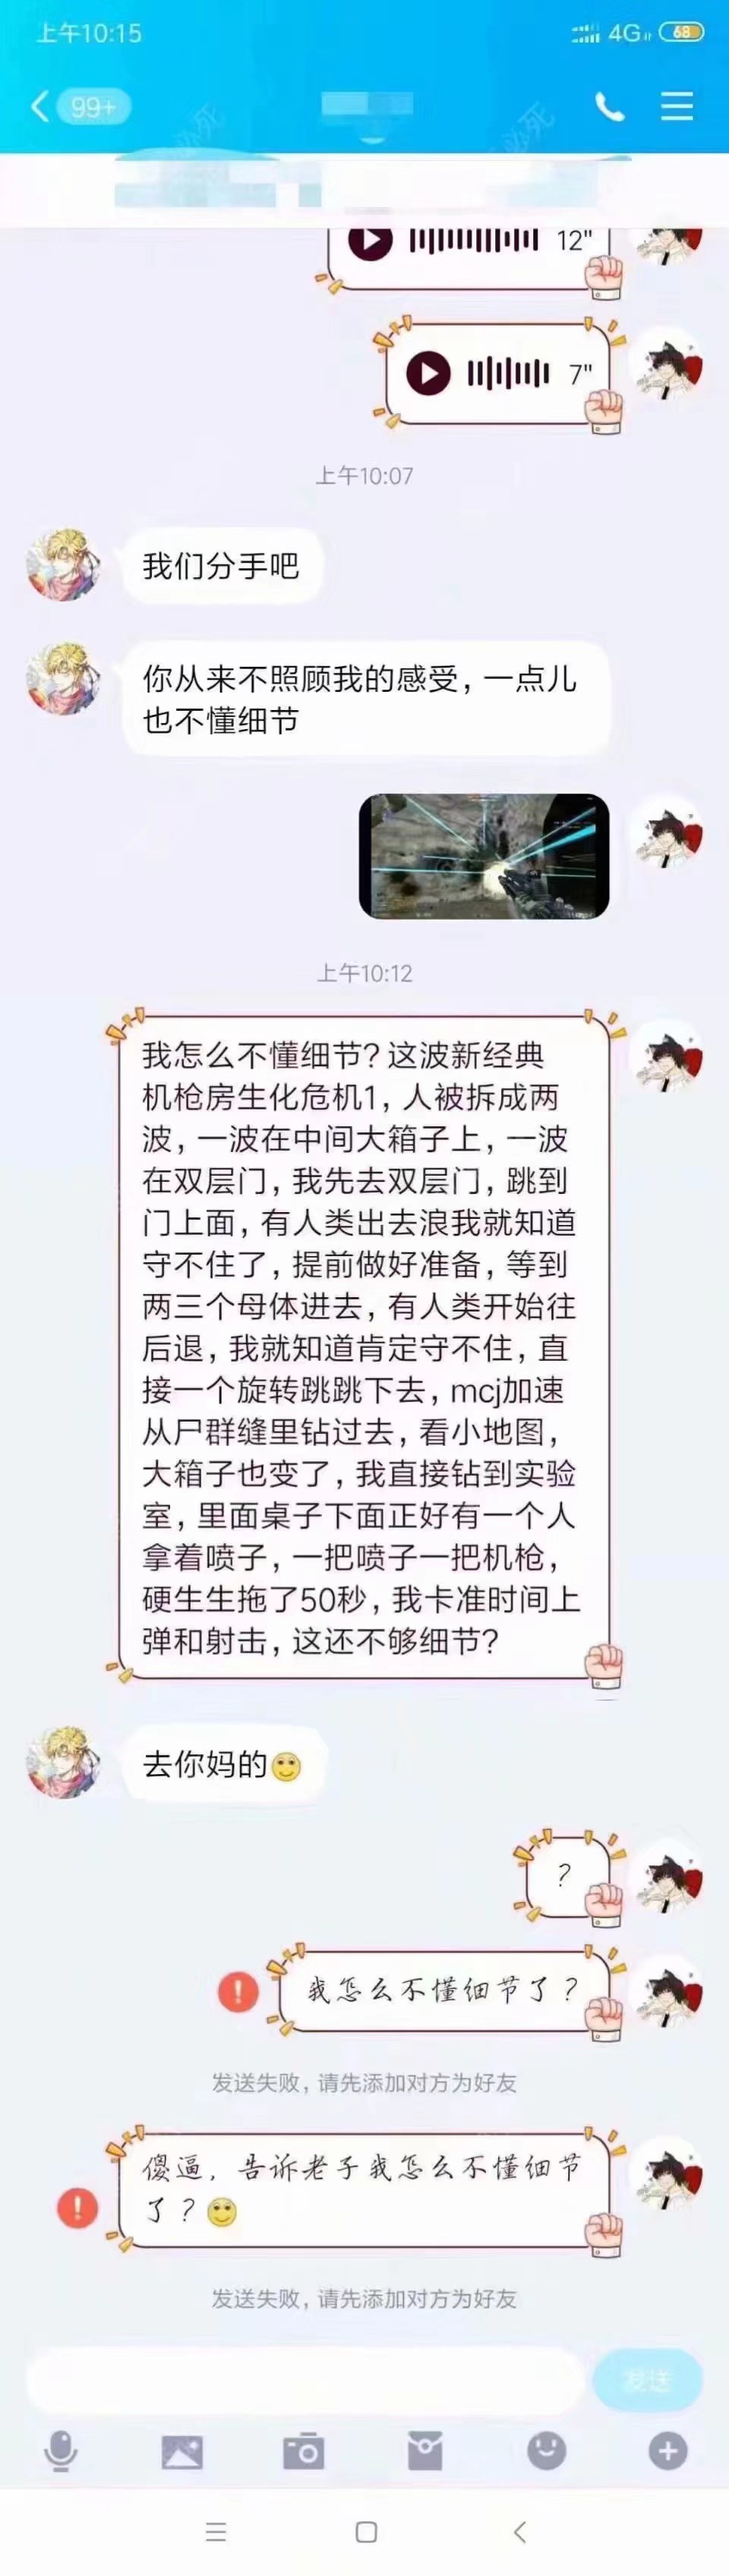 上午10:15
4G
68
99+
12"
7"
上午10:07
我们分手吧
你从来不照顾我的感受，一点儿
也不懂细节
上午10:12
我怎么不懂细节？这波新经典
机枪房生化危机1，人被拆成两
波，一波在中间大箱子上，一波
在双层门，我先去双层门，跳到
门上面，有人类出去浪我就知道
守不住了，提前做好准备，等到
两三个母体进去，有人类开始往
后退，我就知道肯定守不住，直
接一个旋转跳跳下去，mcj加速
从尸群缝里钻过去，看小地图，
大箱子也变了，我直接钻到实验
室，里面桌子下面正好有一个人
拿着喷子，一把喷子一把机枪，
硬生生拖了50秒，我卡准时间上
弹和射击，这还不够细节？
去你妈的
？
我怎么不懂细节了？
发送失败，请先添加对方为好友
傻逼，告诉老子我怎么不懂细节
了？
发送失败，请先添加对方为好友
发送